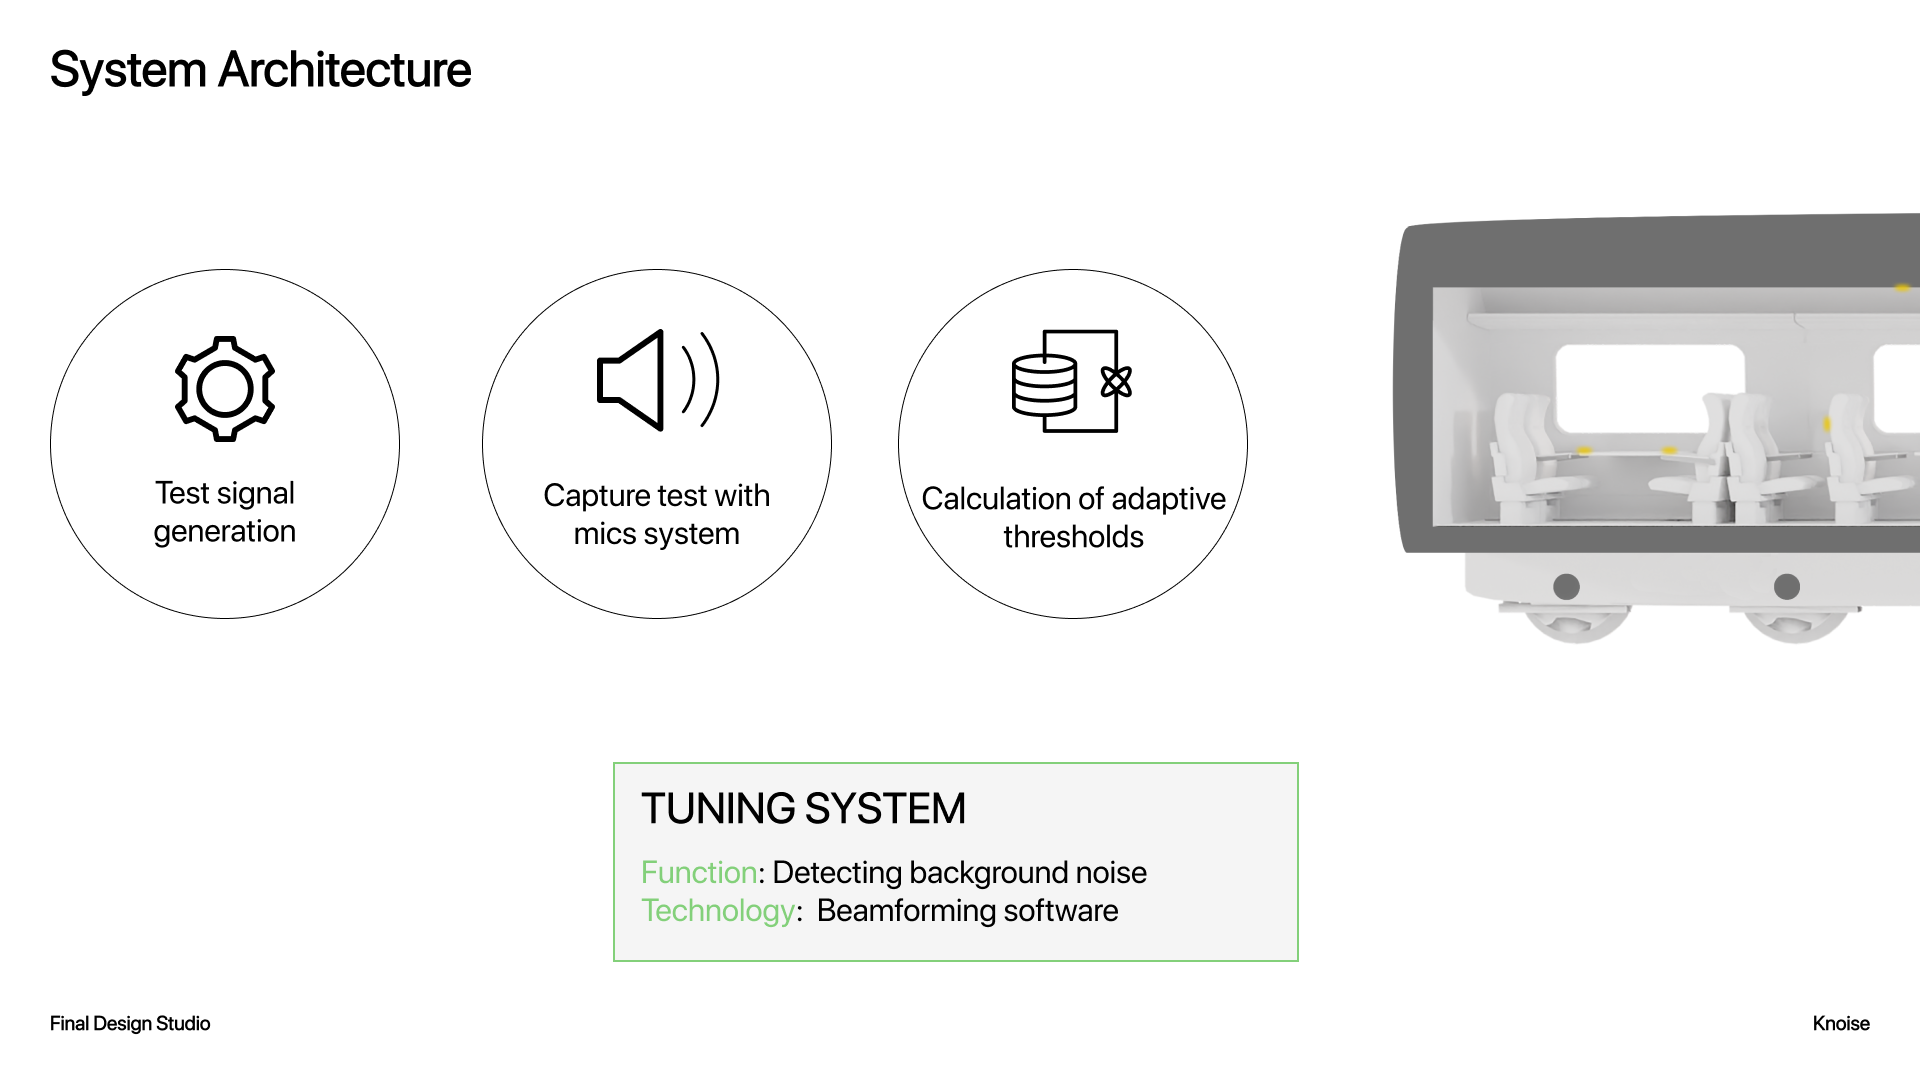 System Architecture
Test signal
generation
Capture test with
mics system
Calculation of adaptive
thresholds
TUNING SYSTEM
Function: Detecting background noise
Technology:  Beamforming software
Final Design Studio
Knoise